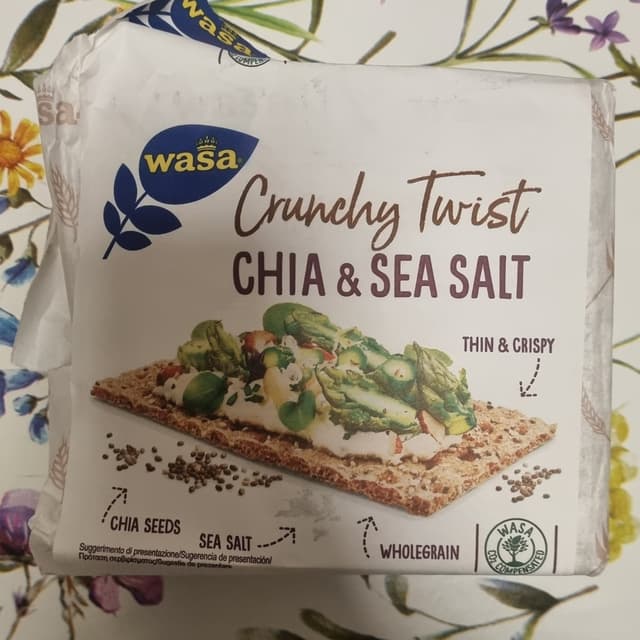 wasa
wasa
Crunchy Twist
CHIA & SEA SALT
THIN & CRISPY
CHIA SEEDS
SEA SALT
WHOLEGRAIN
WASA
CO2 COMPENSATED
Suggerimento di presentazione/Sugerencia de presentación/